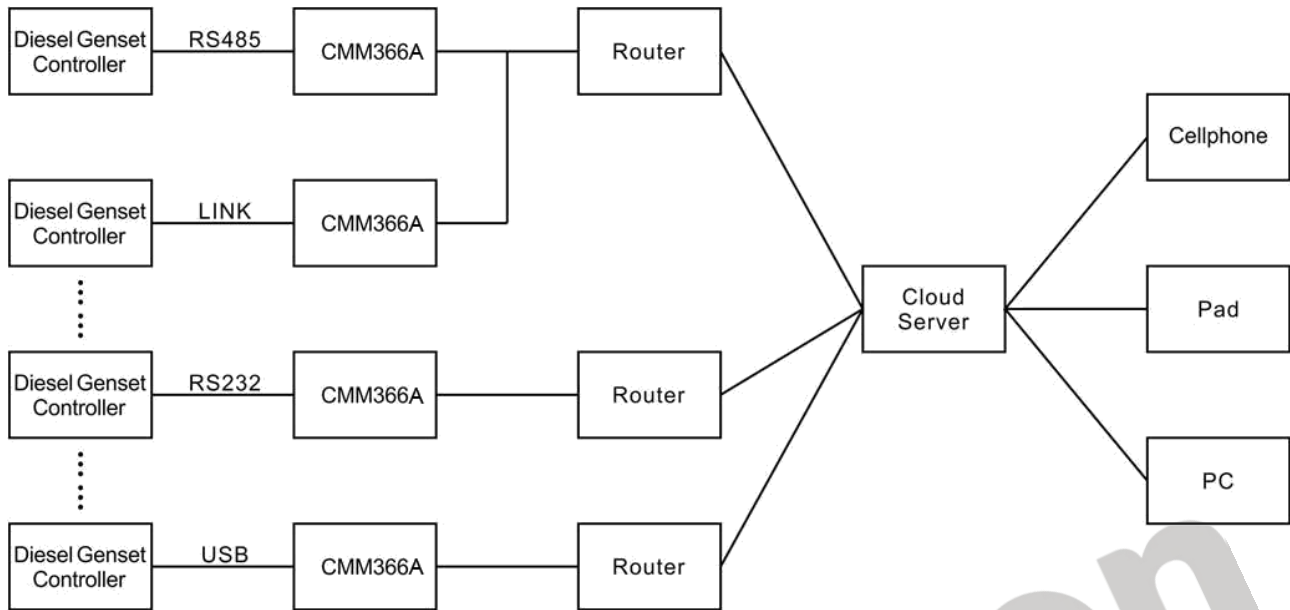 Diesel Genset
Controller
RS485
CMM366A
Router
Cellphone
Diesel Genset
Controller
LINK
CMM366A
Cloud
Server
Pad
Diesel Genset
Controller
RS232
CMM366A
Router
PC
Diesel Genset
Controller
USB
CMM366A
Router
en